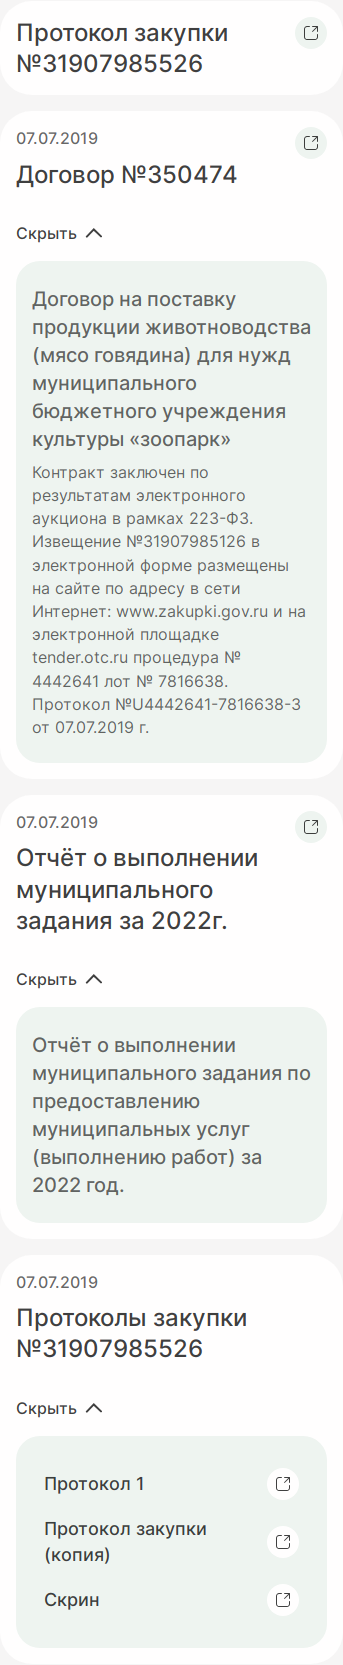 Протокол закупки
№31907985526
07.07.2019
Договор №350474
Скрыть
Договор на поставку
продукции животноводства
(мясо говядина) для нужд
муниципального
бюджетного учреждения
культуры «зоопарк»
Контракт заключен по
результатам электронного
аукциона в рамках 223-ФЗ.
Извещение №31907985126 в
электронной форме размещены
на сайте по адресу в сети
Интернет: www.zakupki.gov.ru и на
электронной площадке
tender.otc.ru процедура №
4442641 лот № 7816638.
Протокол №U4442641-7816638-3
от 07.07.2019 г.
07.07.2019
Отчёт о выполнении
муниципального
задания за 2022г.
Скрыть
Отчёт о выполнении
муниципального задания по
предоставлению
муниципальных услуг
(выполнению работ) за
2022 год.
07.07.2019
Протоколы закупки
№31907985526
Скрыть
Протокол 1
Протокол закупки
(копия)
Скрин